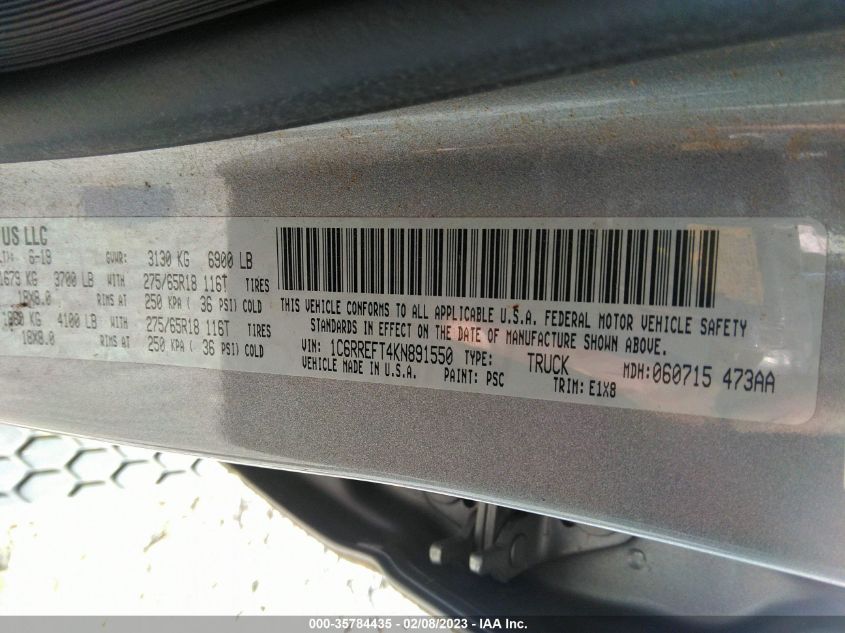 US LLC
6-19 GVWR: 3130 KG 6900 LB
1679 KG 3700 LB WITH 275/65R18 116T TIRES
18X8.0 RIMS AT 250 KPA ( 36 PSI) COLD
KG 4100 LB WITH 275/65R18 116T TIRES
18X8.0 RIMS AT 250 KPA ( 36 PSI) COLD
THIS VEHICLE CONFORMS TO ALL APPLICABLE U.S.A. FEDERAL MOTOR VEHICLE SAFETY
STANDARDS IN EFFECT ON THE DATE OF MANUFACTURE SHOWN ABOVE.
VIN: 1C6RREFT4KN891550 TYPE: TRUCK MDH:060715 473AA
VEHICLE MADE IN U.S.A. PAINT: PSC TRIM: E1X8
000-35784435 - 02/08/2023 - IAA Inc.